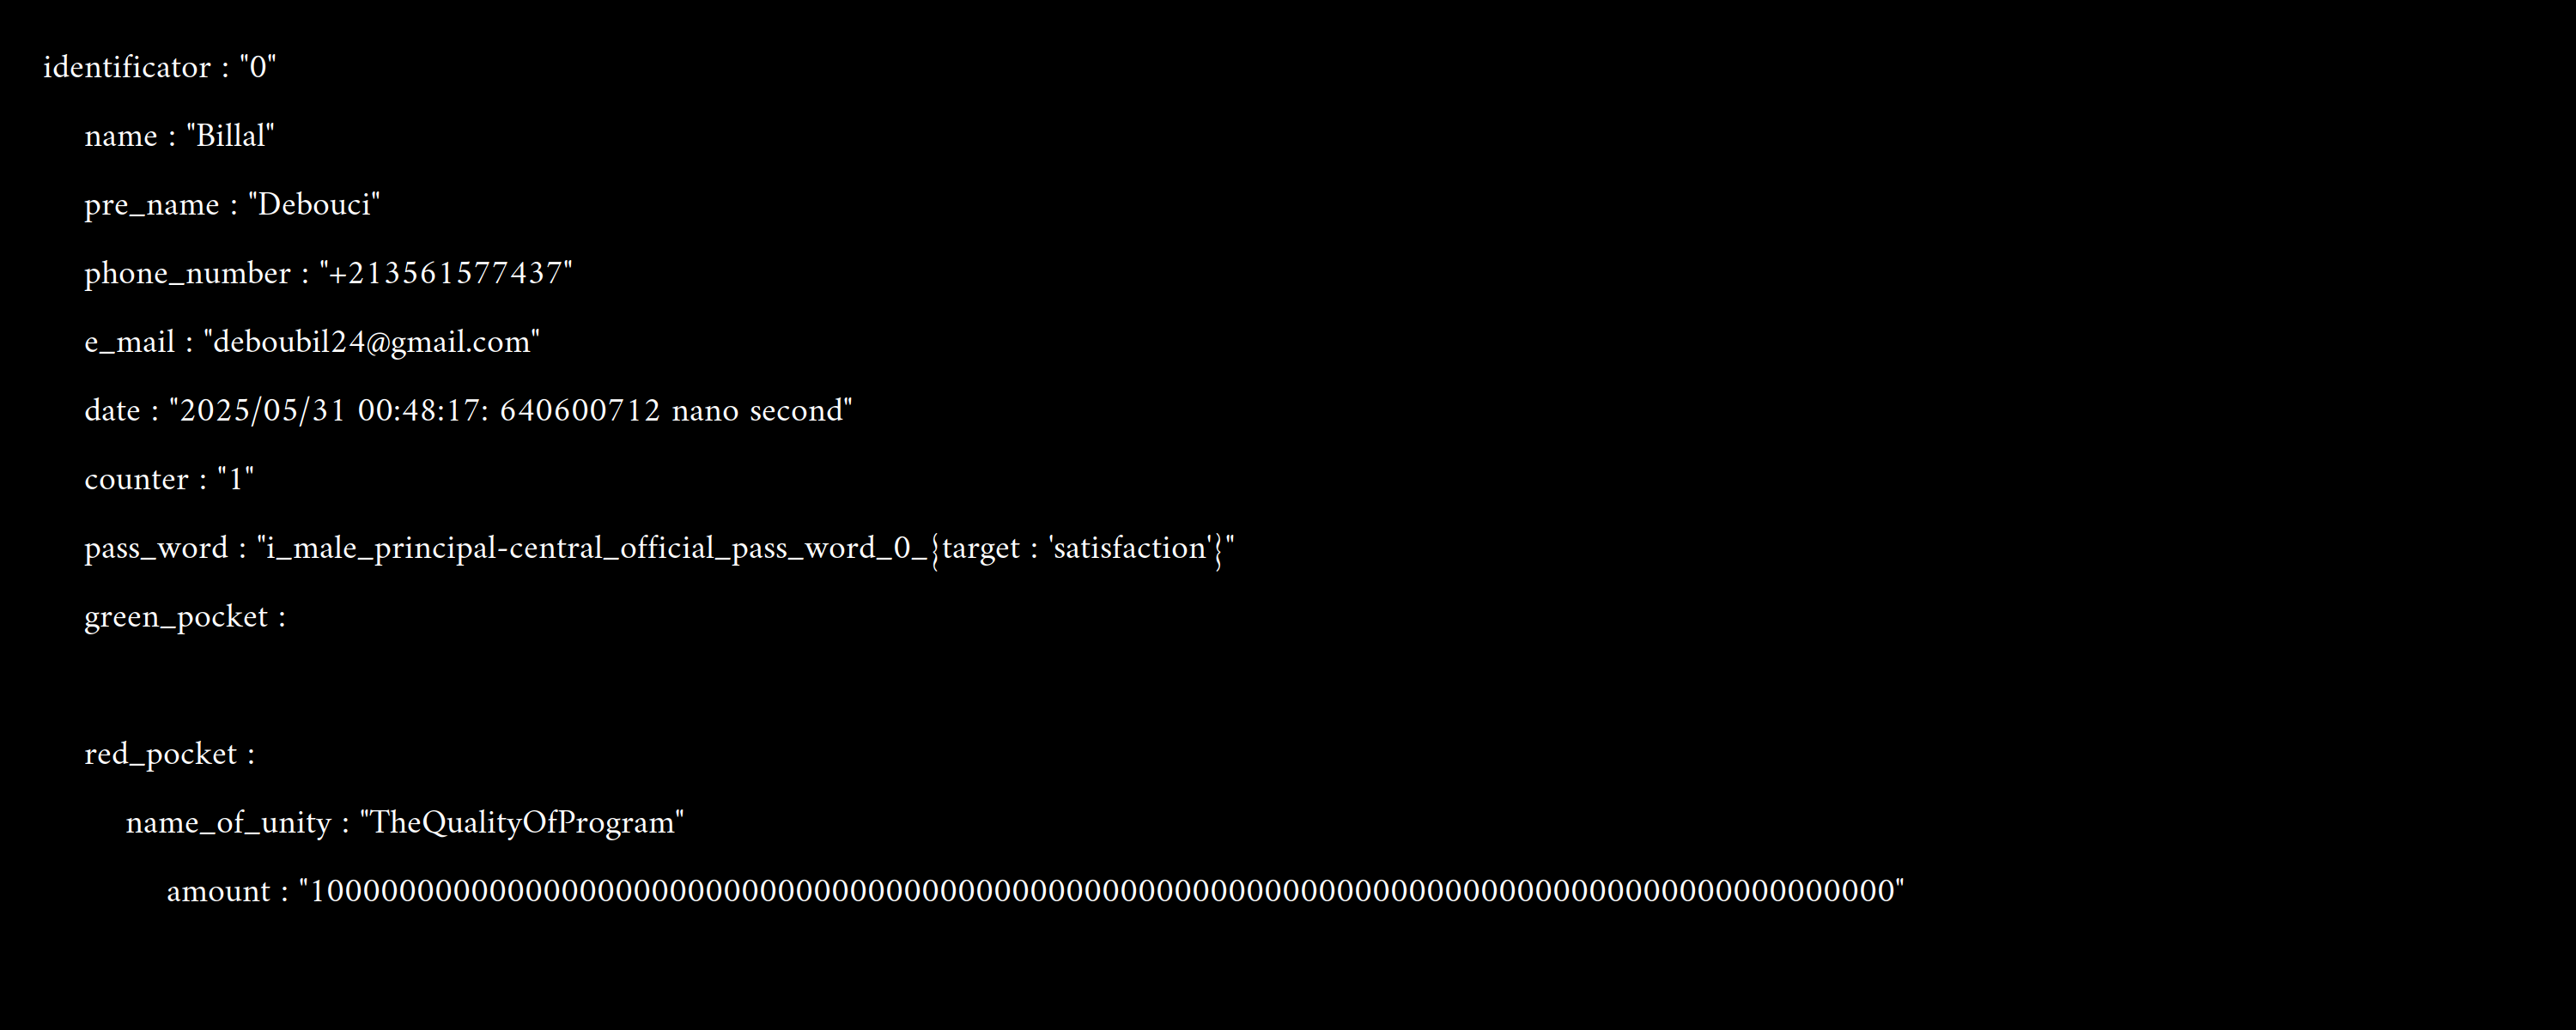 identificator : "0"
name : "Billal"
pre_name : "Debouci"
phone_number : "+213561577437"
e_mail : "deboubil24@gmail.com"
date : "2025/05/31 00:48:17: 640600712 nano second"
counter : "1"
pass_word : "i_male_principal-central_official_pass_word_0_{target : 'satisfaction'}"
green_pocket :
red_pocket :
name_of_unity : "TheQualityOfProgram"
amount : "1000000000000000000000000000000000000000000000000000000000000000000000000000000000000000"